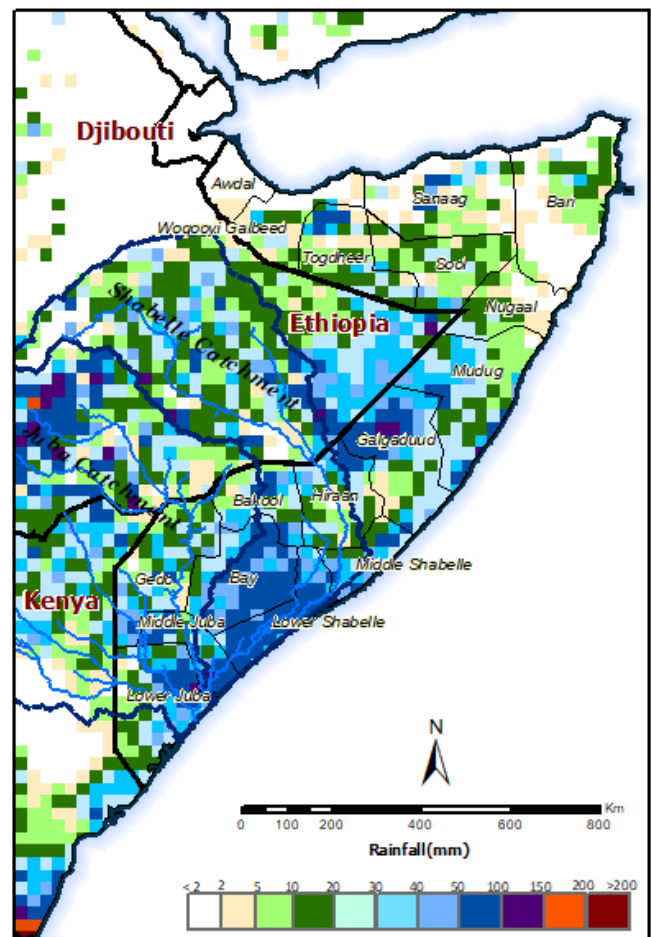 Djibouti
Awdal
Sanaag
Bari
Woqooyi Galbeed
Togdheer
Sool
Shabelle Catchment
Ethiopia
Nugaal
Mudug
Juba Catchment
Galgaduud
Bakool
Hiraan
Gedo
Bay
Middle Shabelle
Kenya
Middle Juba
Lower Shabelle
Lower Juba
N
Km
0 100 200 400 600 800
Rainfall(mm)
<2 2 5 10 20 30 40 50 100 150 200 >200